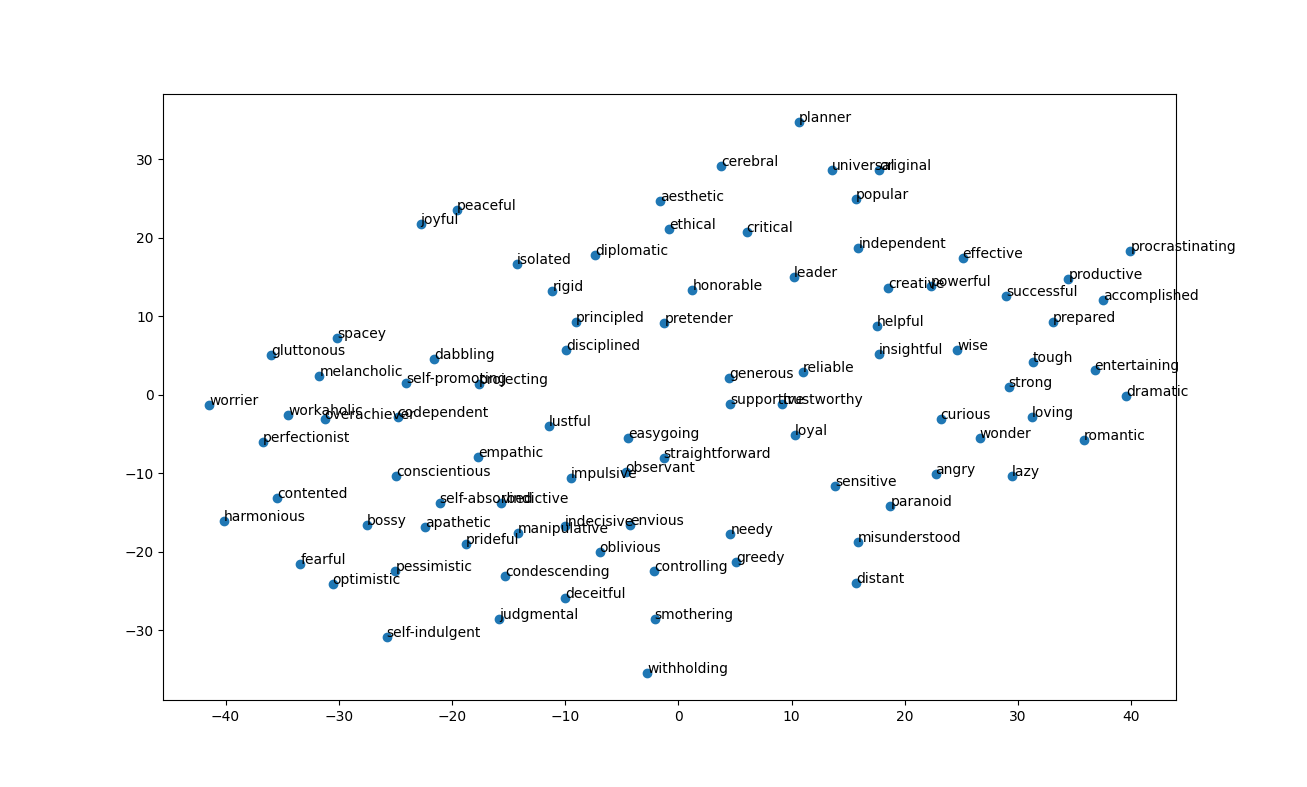 planner
cerebral
universal
original
30
aesthetic
popular
peaceful
joyful
ethical
critical
20
independent
procrastinating
diplomatic
effective
isolated
leader
productive
rigid
honorable
creative
powerful
successful
accomplished
10
principled
pretender
helpful
prepared
spacey
disciplined
insightful
wise
gluttonous
dabbling
tough
melancholic
entertaining
self-promoting
projecting
generous
reliable
strong
0
worrier
supportive
trustworthy
dramatic
workaholic
overachiever
codependent
curious
loving
lustful
perfectionist
easygoing
loyal
wonder
romantic
empathic
straightforward
conscientious
impulsive
observant
angry
lazy
-10
contented
self-absorbed
vindictive
sensitive
paranoid
harmonious
bossy
apathetic
manipulative
indecisive
envious
needy
prideful
misunderstood
-20
fearful
oblivious
greedy
optimistic
pessimistic
condescending
controlling
distant
deceitful
judgmental
smothering
-30
self-indulgent
withholding
-40 -30 -20 -10 0 10 20 30 40